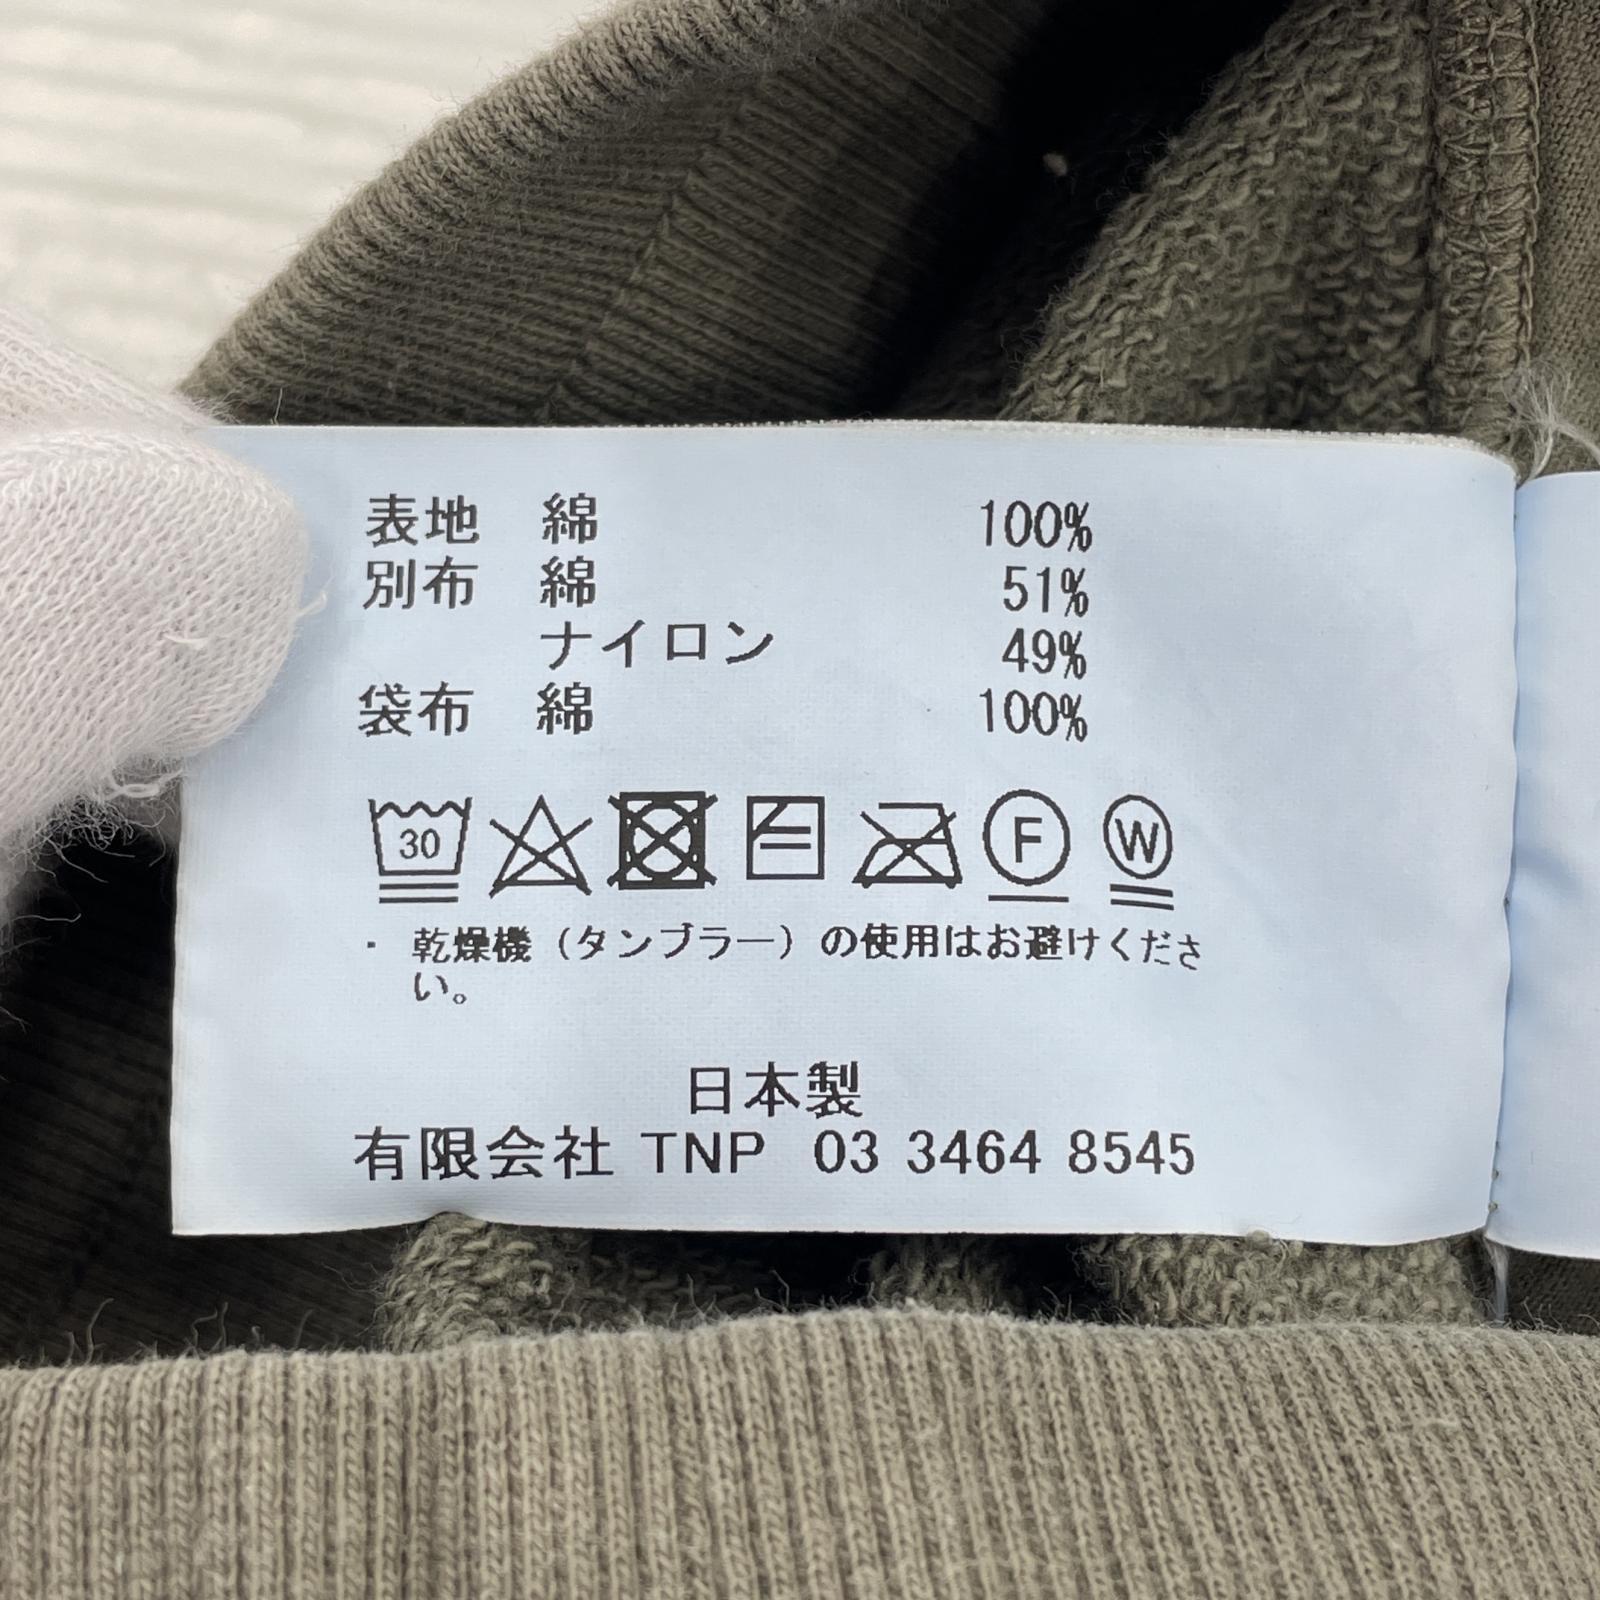 表地 綿 100%
別布 綿 51%
ナイロン 49%
袋布 綿 100%
30 F W
・ 乾燥機（タンブラー）の使用はお避けくださ
い。
日本製
有限会社 TNP 03 3464 8545